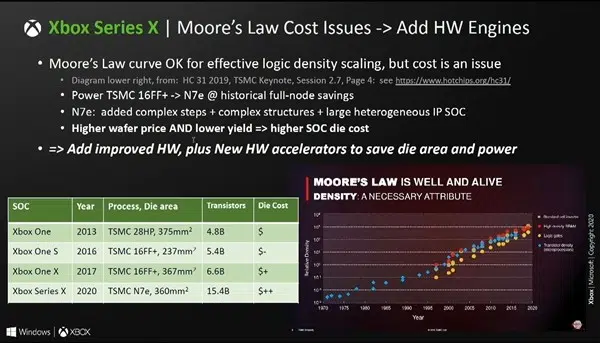 Xbox Series X | Moore's Law Cost Issues -> Add HW Engines
• Moore's Law curve OK for effective logic density scaling, but cost is an issue
• Diagram lower right, from: HC 31 2019, TSMC Keynote, Session 2.7, Page 4: see https://www.hotchips.org/hc31/
• Power TSMC 16FF+ -> N7e @ historical full-node savings
• N7e: added complex steps + complex structures + large heterogeneous IP SOC
• Higher wafer price AND lower yield => higher SOC die cost
• => Add improved HW, plus New HW accelerators to save die area and power
SOC Year Process, Die area Transistors Die Cost
Xbox One 2013 TSMC 28HP, 375mm² 4.8B $
Xbox One S 2016 TSMC 16FF+, 237mm² 5.4B $-
Xbox One X 2017 TSMC 16FF+, 367mm² 6.6B $+
Xbox Series X 2020 TSMC N7e, 360mm² 15.4B $++
MOORE'S LAW IS WELL AND ALIVE
DENSITY: A NECESSARY ATTRIBUTE
Relative Density
Logic gates
Transistor density
(microprocessors)
1970 1975 1980 1985 1990 1995 2000 2005 2010 2015 2020
Year
Xbox | Microsoft | Copyright 2020
Windows | XBOX